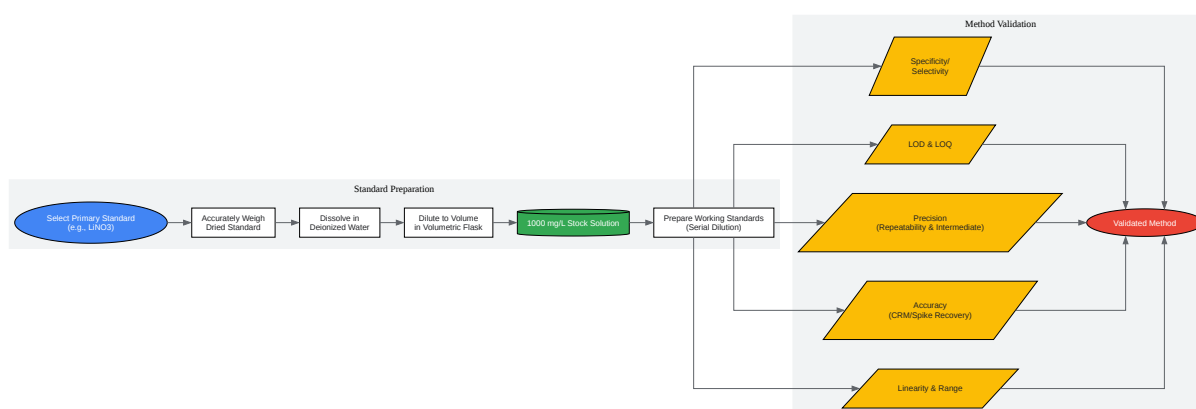 Method Validation
Specificity/
Selectivity
LOD & LOQ
Standard Preparation
Select Primary Standard
(e.g., LiNO3)
Accurately Weigh
Dried Standard
Dissolve in
Deionized Water
Dilute to Volume
in Volumetric Flask
1000 mg/L Stock Solution
Prepare Working Standards
(Serial Dilution)
Precision
(Repeatability & Intermediate)
Validated Method
Accuracy
(CRM/Spike Recovery)
Linearity & Range